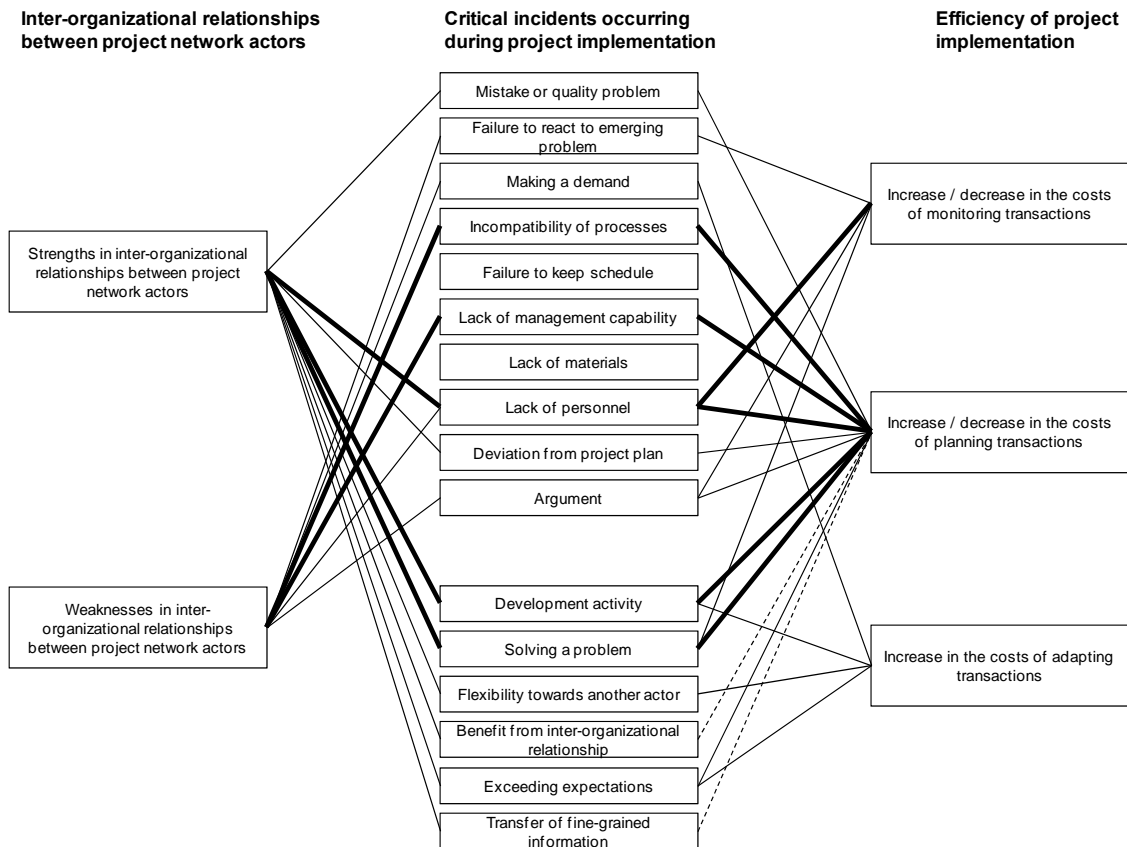 Inter-organizational relationships
between project network actors
Critical incidents occurring
during project implementation
Efficiency of project
implementation
Strengths in inter-organizational
relationships between project
network actors
Weaknesses in inter-
organizational relationships
between project network actors
Mistake or quality problem
Failure to react to emerging
problem
Making a demand
Incompatibility of processes
Failure to keep schedule
Lack of management capability
Lack of materials
Lack of personnel
Deviation from project plan
Argument
Development activity
Solving a problem
Flexibility towards another actor
Benefit from inter-organizational
relationship
Exceeding expectations
Transfer of fine-grained
information
Increase / decrease in the costs
of monitoring transactions
Increase / decrease in the costs
of planning transactions
Increase in the costs of adapting
transactions